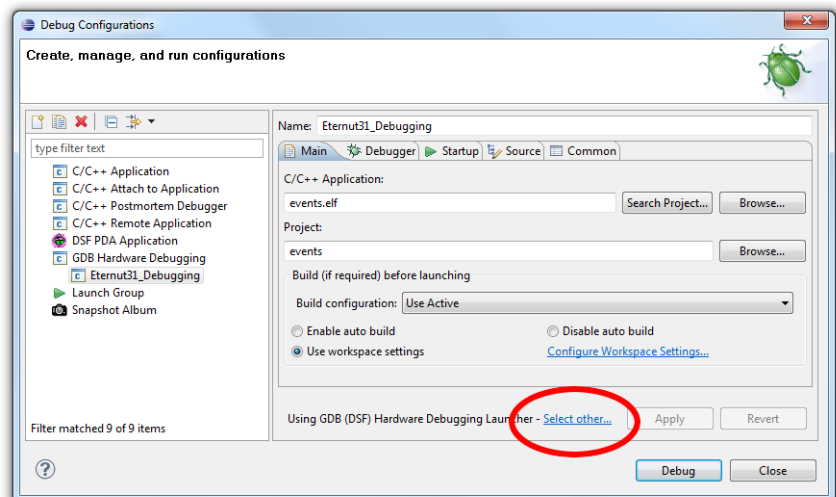 Debug Configurations
Create, manage, and run configurations
type filter text
C/C++ Application
C/C++ Attach to Application
C/C++ Postmortem Debugger
C/C++ Remote Application
DSF PDA Application
GDB Hardware Debugging
Eternut31_Debugging
Launch Group
Snapshot Album
Filter matched 9 of 9 items
Name: Eternut31_Debugging
Main Debugger Startup Source Common
C/C++ Application:
events.elf Search Project... Browse...
Project:
events Browse...
Build (if required) before launching
Build configuration: Use Active
Enable auto build Disable auto build
Use workspace settings Configure Workspace Settings...
Using GDB (DSF) Hardware Debugging Launcher - Select other... Apply Revert
Debug Close